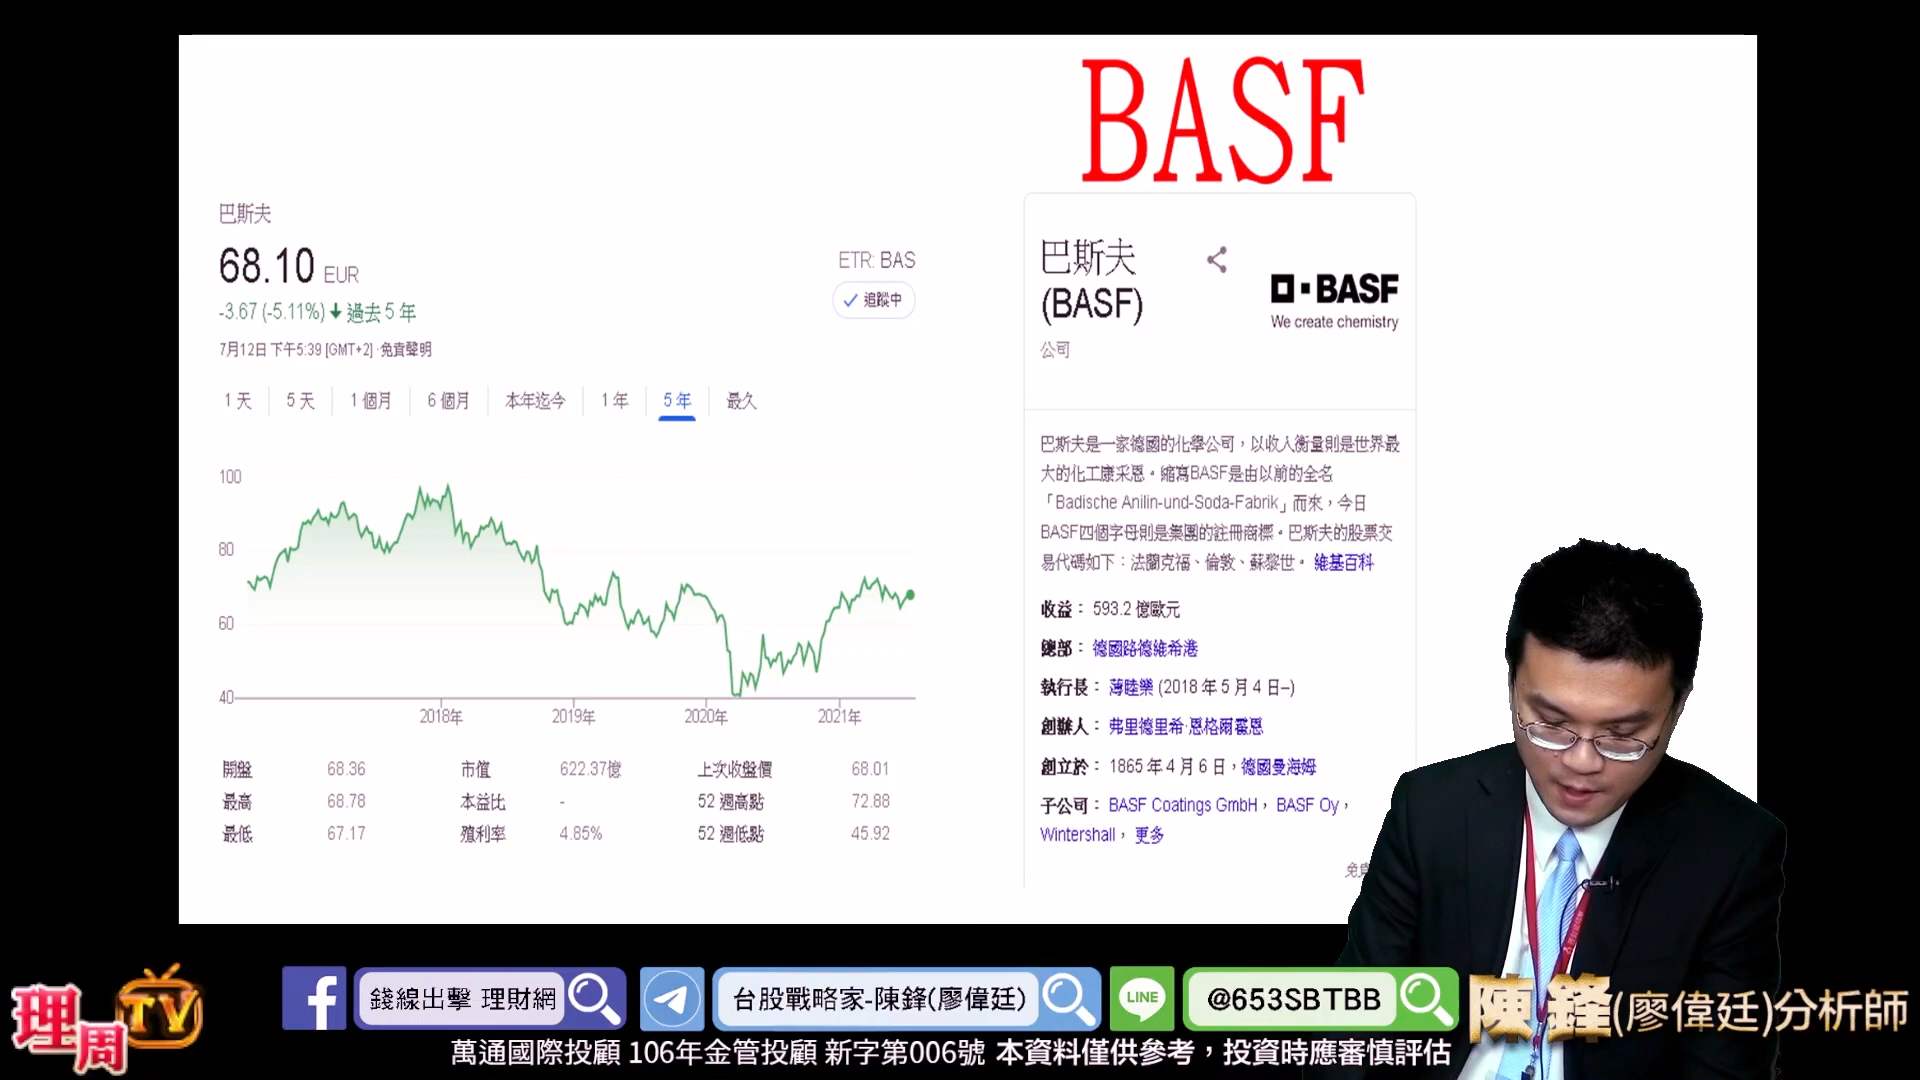 BASF
巴斯夫
68.10 EUR
-3.67 (-5.11%) 過去 5 年
7月12日 下午5:39 [GMT+2] · 免責聲明
ETR: BAS
追蹤中
1 天 5 天 1 個月 6 個月 本年迄今 1 年 5 年 最久
100
80
60
40
2018年 2019年 2020年 2021年
開盤 68.36 市值 622.37億 上次收盤價 68.01
最高 68.78 本益比 - 52 週高點 72.88
最低 67.17 殖利率 4.85% 52 週低點 45.92
巴斯夫
(BASF)
公司
BASF
We create chemistry
巴斯夫是一家德國的化學公司，以收入衡量則是世界最
大的化工康采恩。縮寫BASF是由以前的全名
「Badische Anilin-und-Soda-Fabrik」而來，今日
BASF四個字母則是集團的註冊商標。巴斯夫的股票交
易代碼如下：法蘭克福、倫敦、蘇黎世。 維基百科
收益： 593.2 億歐元
總部： 德國路德維希港
執行長： 薄睦樂 (2018 年 5 月 4 日–)
創辦人： 弗里德里希·恩格爾霍恩
創立於： 1865 年 4 月 6 日，德國曼海姆
子公司： BASF Coatings GmbH， BASF Oy，
Wintershall， 更多
理周TV
錢線出擊 理財網
台股戰略家-陳鋒(廖偉廷)
LINE
@653SBTBB
陳鋒(廖偉廷)分析師
萬通國際投顧 106年金管投顧 新字第006號 本資料僅供參考，投資時應審慎評估